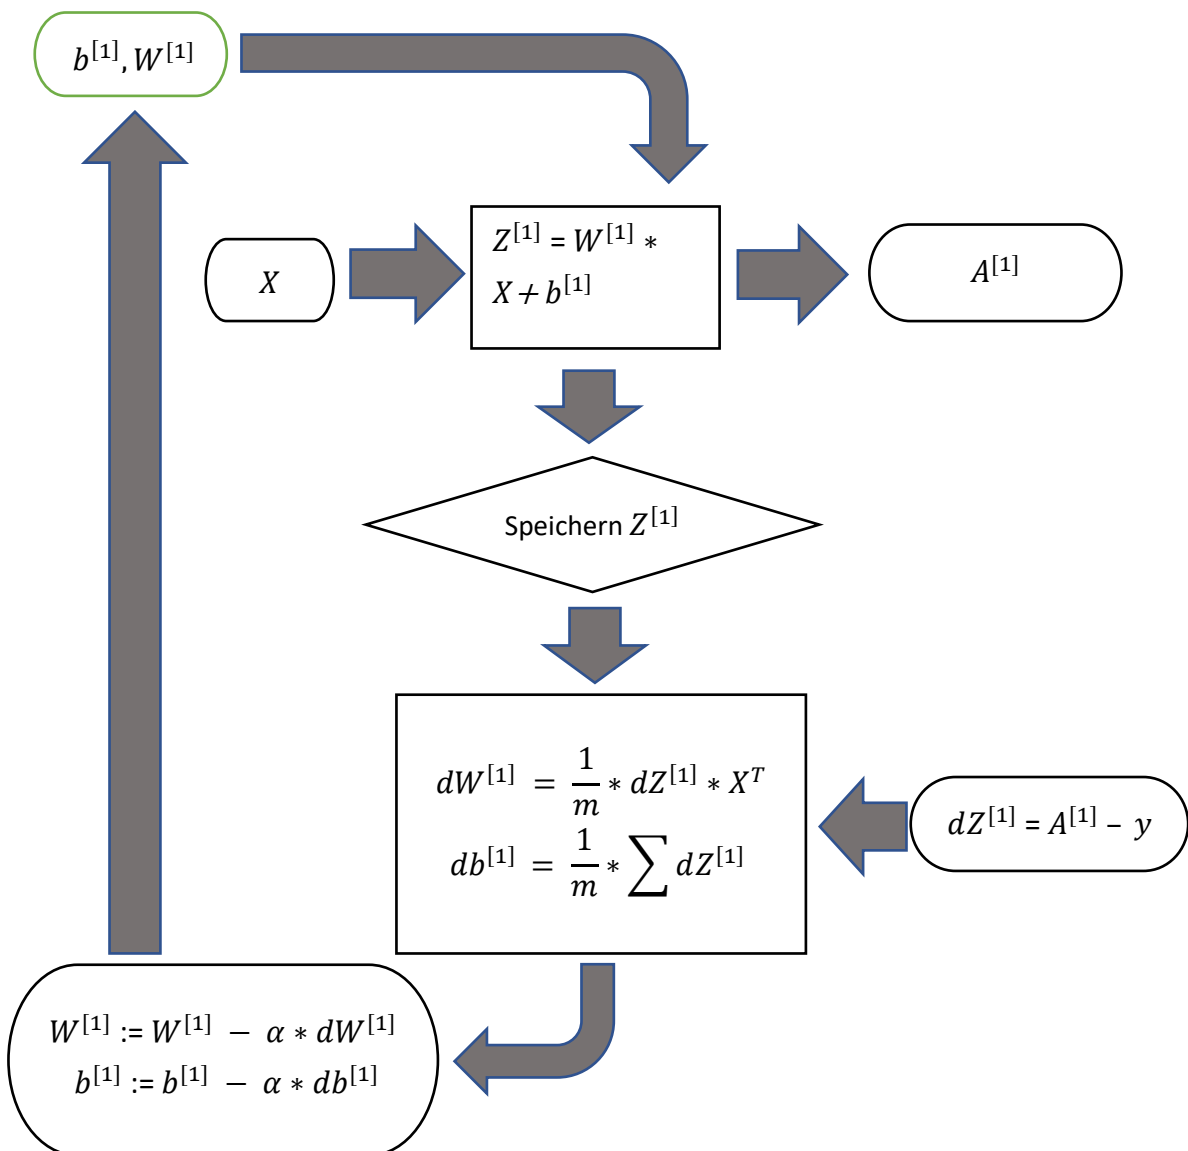 b^[1], W^[1]
Z^[1] = W^[1] *
X + b^[1]
X
A^[1]
Speichern Z^[1]
dW^[1] = 1/m * dZ^[1] * X^T
db^[1] = 1/m * ∑ dZ^[1]
dZ^[1] = A^[1] − y
W^[1] := W^[1] − α * dW^[1]
b^[1] := b^[1] − α * db^[1]